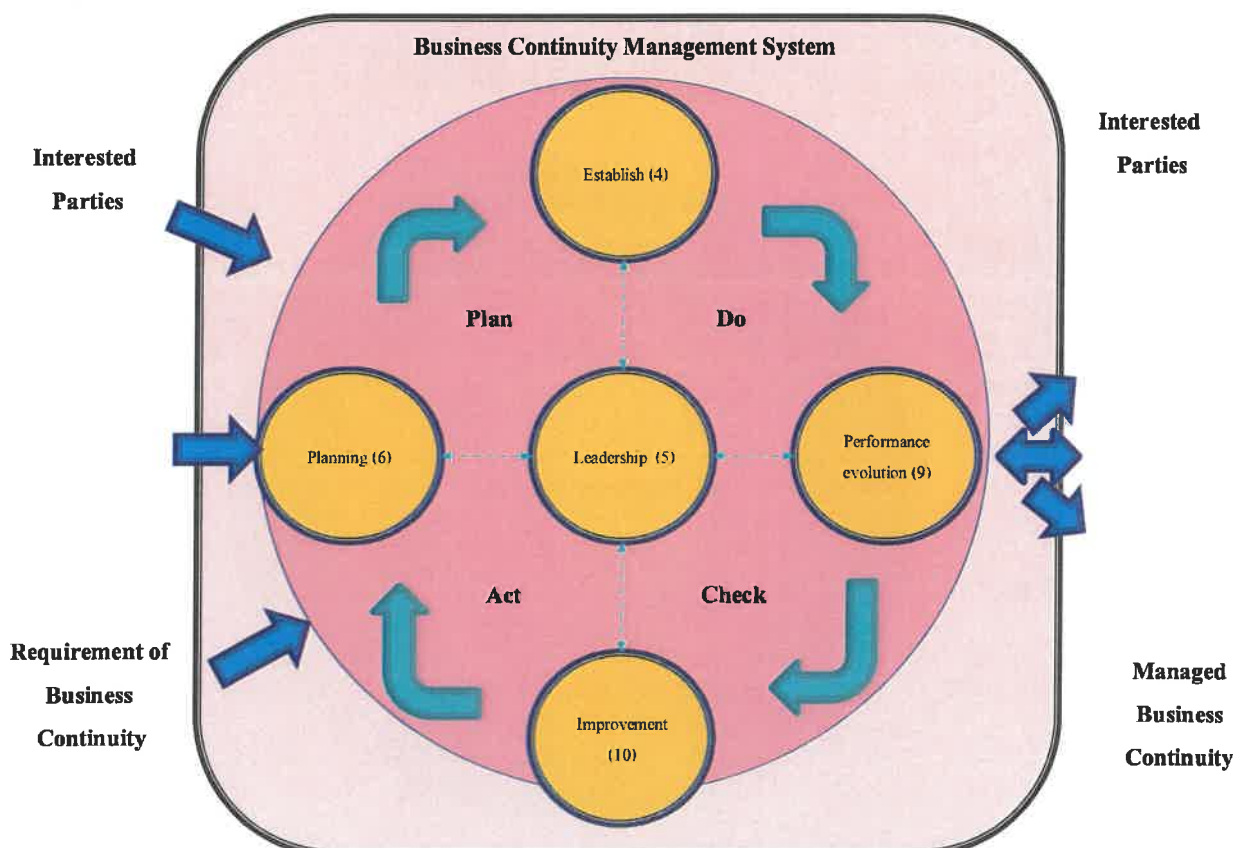 Business Continuity Management System
Interested
Parties
Interested
Parties
Establish (4)
Plan
Do
Planning (6)
Leadership (5)
Performance
evolution (9)
Act
Check
Requirement of
Business
Continuity
Improvement
(10)
Managed
Business
Continuity